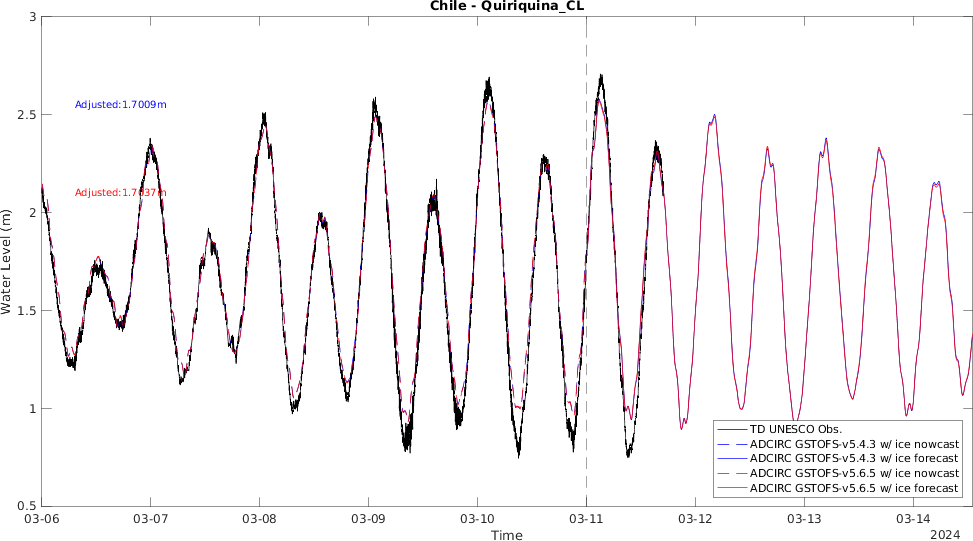 Chile - Quiriquina_CL
3
2.5
2
1.5
1
0.5
Water Level (m)
Adjusted:1.7009m
Adjusted:1.7037m
TD UNESCO Obs.
ADCIRC GSTOFS-v5.4.3 w/ ice nowcast
ADCIRC GSTOFS-v5.4.3 w/ ice forecast
ADCIRC GSTOFS-v5.6.5 w/ ice nowcast
ADCIRC GSTOFS-v5.6.5 w/ ice forecast
03-06 03-07 03-08 03-09 03-10 03-11 03-12 03-13 03-14
Time
2024